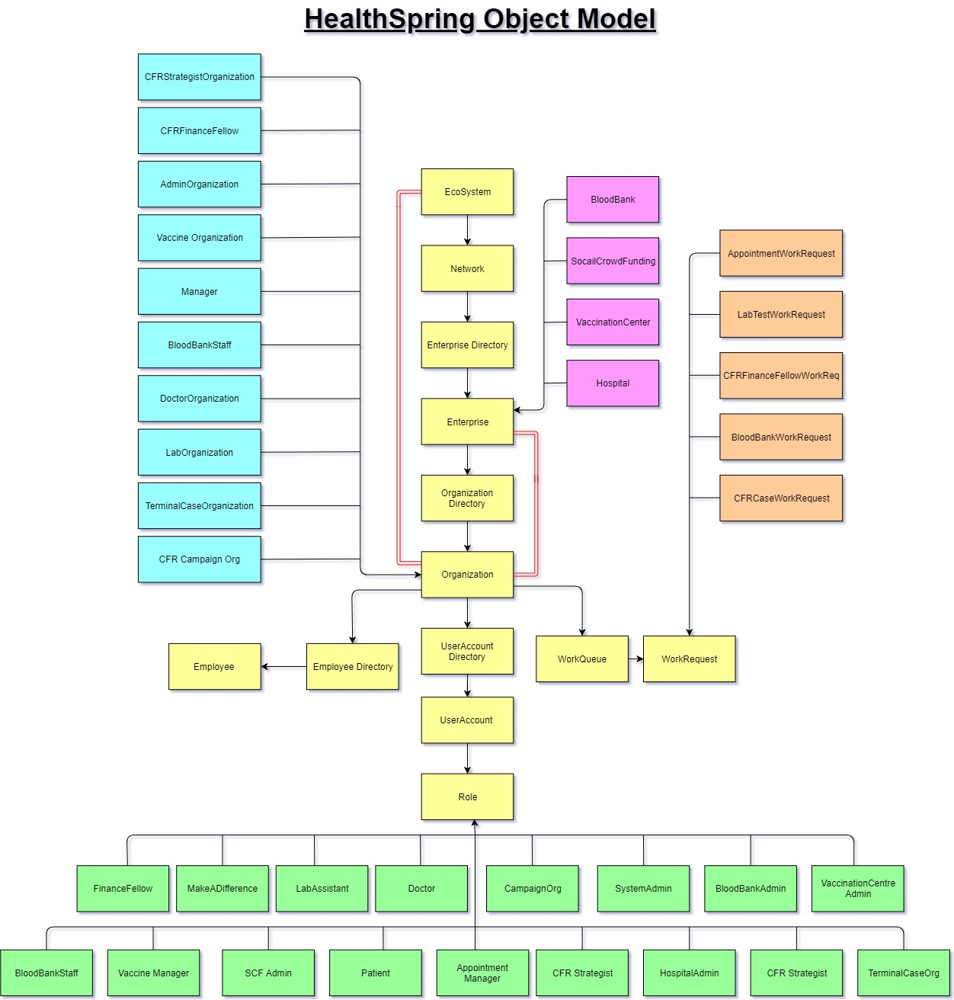 HealthSpring Object Model
CFRStrategistOrganization
CFRFinanceFellow
AdminOrganization
Vaccine Organization
Manager
BloodBankStaff
DoctorOrganization
LabOrganization
TerminalCaseOrganization
CFR Campaign Org
EcoSystem
Network
Enterprise Directory
Enterprise
Organization
Directory
Organization
BloodBank
SocailCrowdFunding
VaccinationCenter
Hospital
AppointmentWorkRequest
LabTestWorkRequest
CFRFinanceFellowWorkReq
BloodBankWorkRequest
CFRCaseWorkRequest
Employee
Employee Directory
UserAccount
Directory
WorkQueue
WorkRequest
UserAccount
Role
FinanceFellow
MakeADifference
LabAssistant
Doctor
CampaignOrg
SystemAdmin
BloodBankAdmin
VaccinationCentre
Admin
BloodBankStaff
Vaccine Manager
SCF Admin
Patient
Appointment
Manager
CFR Strategist
HospitalAdmin
CFR Strategist
TerminalCaseOrg